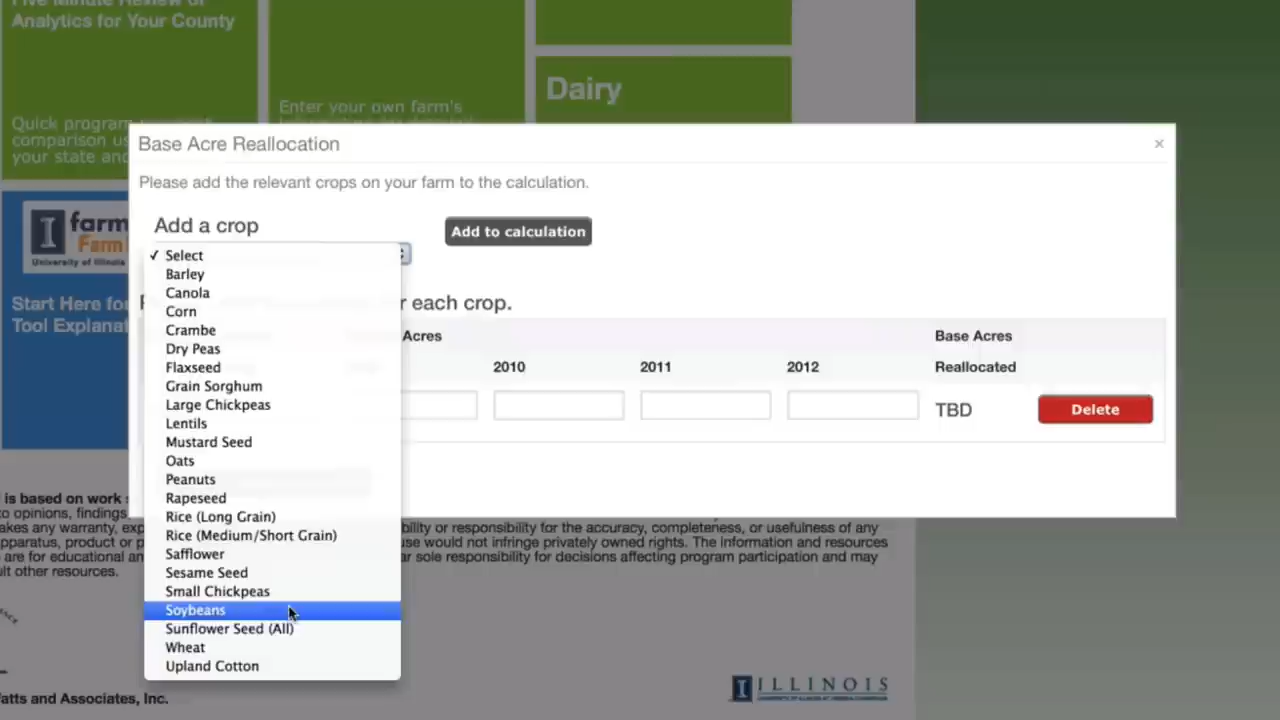 Five Minute Review of
Analytics for Your County
Quick program
comparison us
your state and
Enter your own farm's
Dairy
Base Acre Reallocation
×
Please add the relevant crops on your farm to the calculation.
Add a crop
Add to calculation
✓ Select
Barley
Canola
Corn
Crambe
Dry Peas
Flaxseed
Grain Sorghum
Large Chickpeas
Lentils
Mustard Seed
Oats
Peanuts
Rapeseed
Rice (Long Grain)
Rice (Medium/Short Grain)
Safflower
Sesame Seed
Small Chickpeas
Soybeans
Sunflower Seed (All)
Wheat
Upland Cotton
r each crop.
Acres
Base Acres
2010
2011
2012
Reallocated
TBD
Delete
I farm
Farm
University of Illinois
Start Here for
Tool Explanat
l is based on work
to opinions, findings,
akes any warranty, exp
bility or responsibility for the accuracy, completeness, or usefulness of any
apparatus, product or p
use would not infringe privately owned rights. The information and resources
are for educational an
ar sole responsibility for decisions affecting program participation and may
ult other resources.
atts and Associates, Inc.
I ILLINOIS